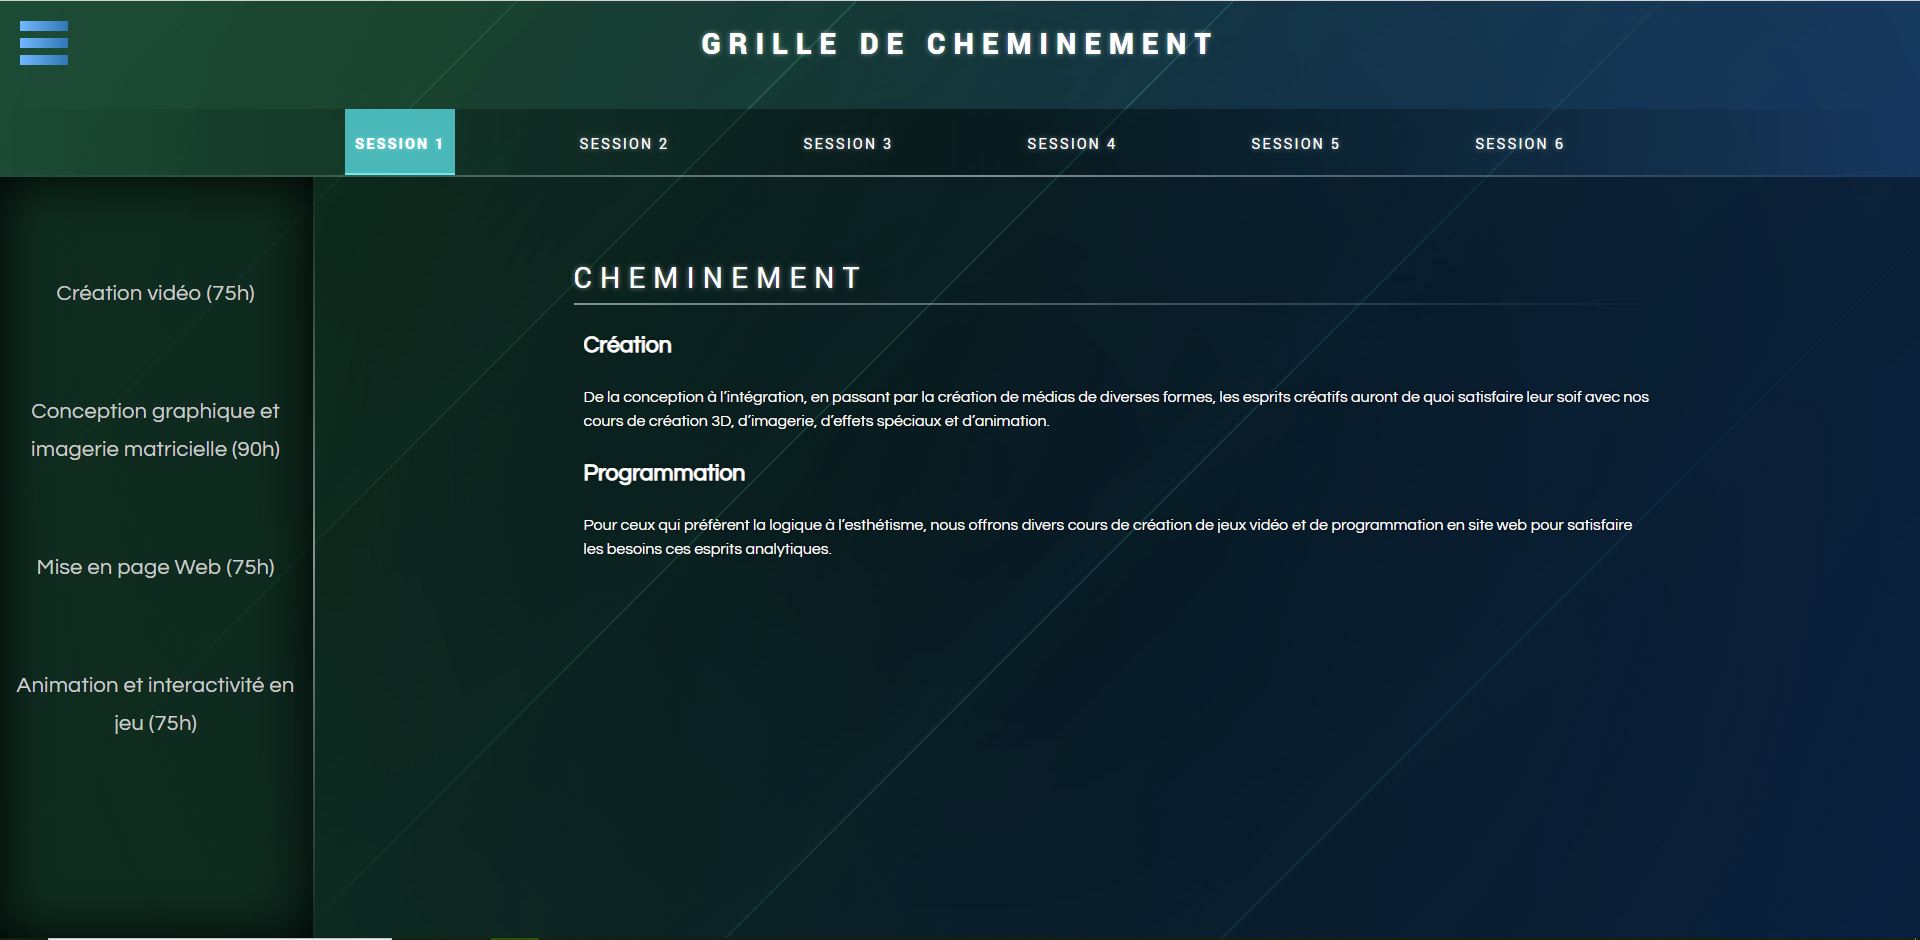 GRILLE DE CHEMINEMENT
SESSION 1
SESSION 2
SESSION 3
SESSION 4
SESSION 5
SESSION 6
Création vidéo (75h)
Conception graphique et
imagerie matricielle (90h)
Mise en page Web (75h)
Animation et interactivité en
jeu (75h)
CHEMINEMENT
Création
De la conception à l’intégration, en passant par la création de médias de diverses formes, les esprits créatifs auront de quoi satisfaire leur soif avec nos
cours de création 3D, d’imagerie, d’effets spéciaux et d’animation.
Programmation
Pour ceux qui préfèrent la logique à l’esthétisme, nous offrons divers cours de création de jeux vidéo et de programmation en site web pour satisfaire
les besoins ces esprits analytiques.